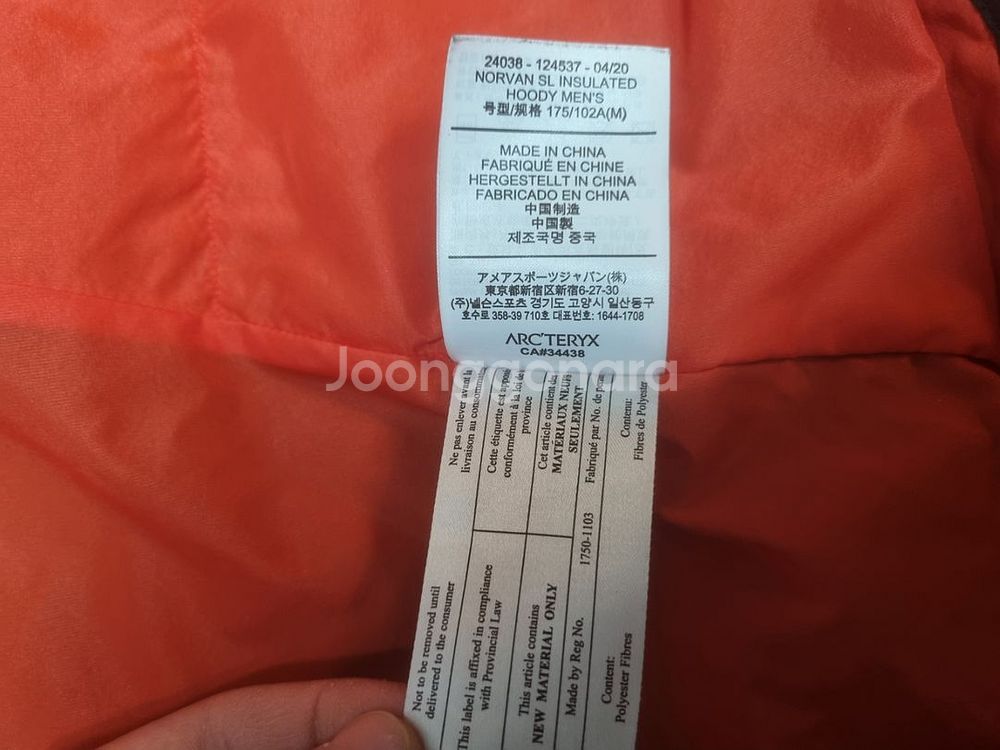 24038 - 124537 - 04/20
NORVAN SL INSULATED
HOODY MEN'S
号型/规格 175/102A(M)
MADE IN CHINA
FABRIQUÉ EN CHINE
HERGESTELLT IN CHINA
FABRICADO EN CHINA
中国制造
中国製
제조국명 중국
アメアスポーツジャパン(株)
東京都新宿区新宿6-27-30
(주)넬슨스포츠 경기도 고양시 일산동구
호수로 358-39 710호 대표번호: 1644-1708
ARC'TERYX
CA#34438
Joonggonara
Ne pas enlever avant la
livraison au consomm
Cette étiquette est appos
conformément à la loi de
province
Cet article contient de
MATÉRIAUX NEUF
SEULEMENT
Fabriqué par No. de perm
Contenu:
Fibres de Polyester
1750-1103
Not to be removed until
delivered to the consumer
This label is affixed in compliance
with Provincial Law
This article contains
NEW MATERIAL ONLY
Made by Reg No.
Content:
Polyester Fibres